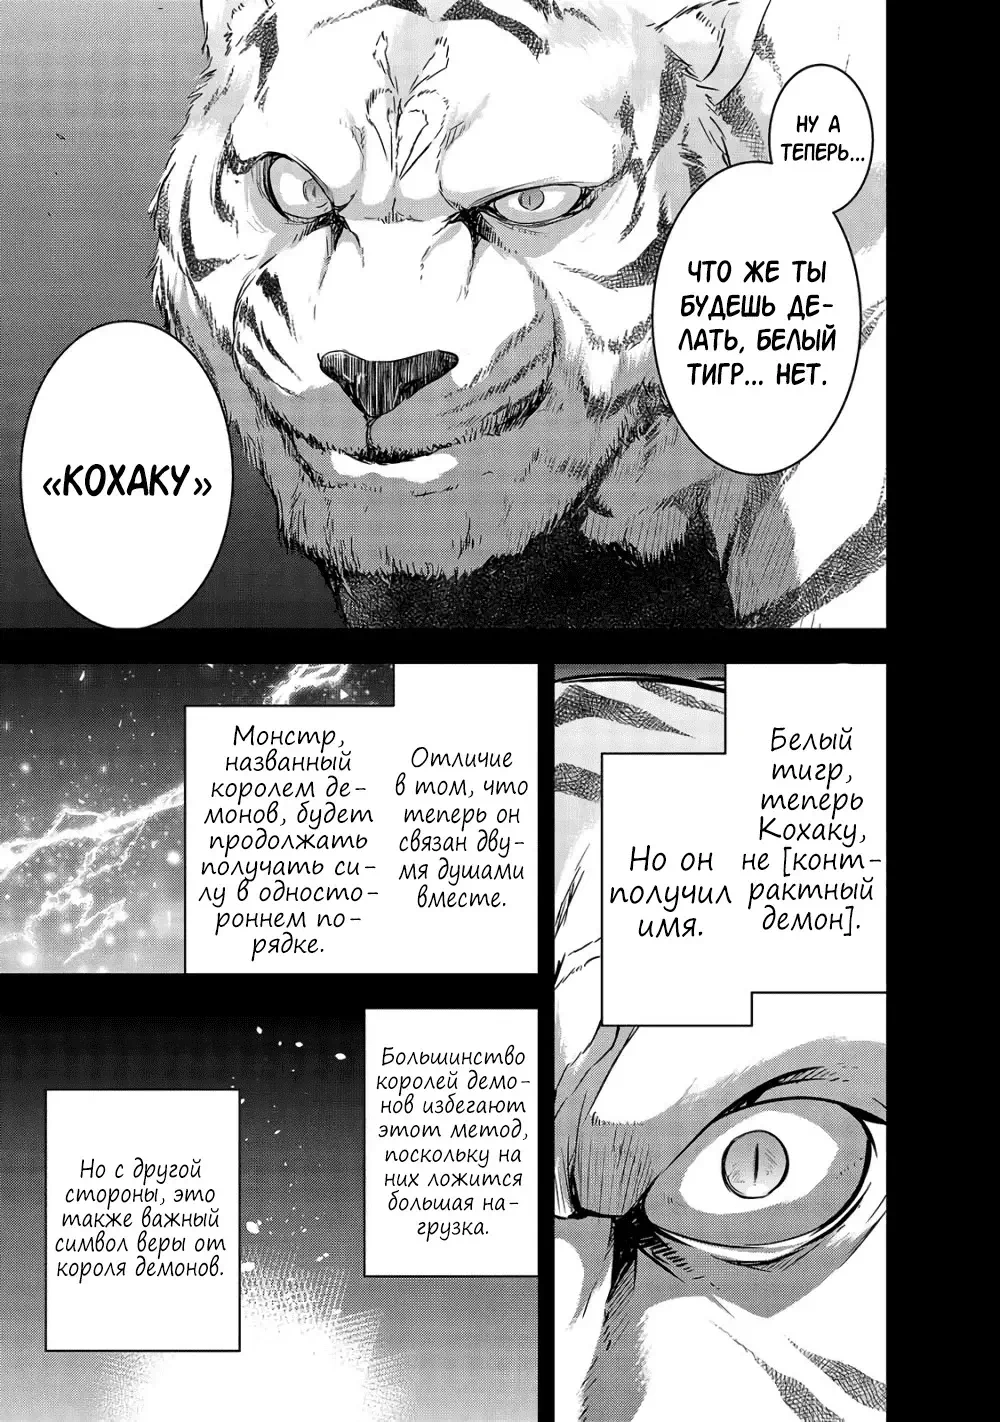 НУ А
ТЕПЕРЬ...
ЧТО ЖЕ ТЫ
БУДЕШЬ ДЕ-
ЛАТЬ, БЕЛЫЙ
ТИГР... НЕТ.
«КОХАКУ»
Белый
тигр,
теперь
Кохаку,
не [конт-
рактный
демон].
Но он
получил
имя.
Отличие
в том, что
теперь он
связан дву-
мя душами
вместе.
Монстр,
названный
королем де-
монов, будет
продолжать
получать си-
лу в односто-
роннем по-
рядке.
Большинство
королей демо-
нов избегают
этот метод,
поскольку на
них ложится
большая на-
грузка.
Но с другой
стороны, это
также важный
символ веры от
короля демонов.